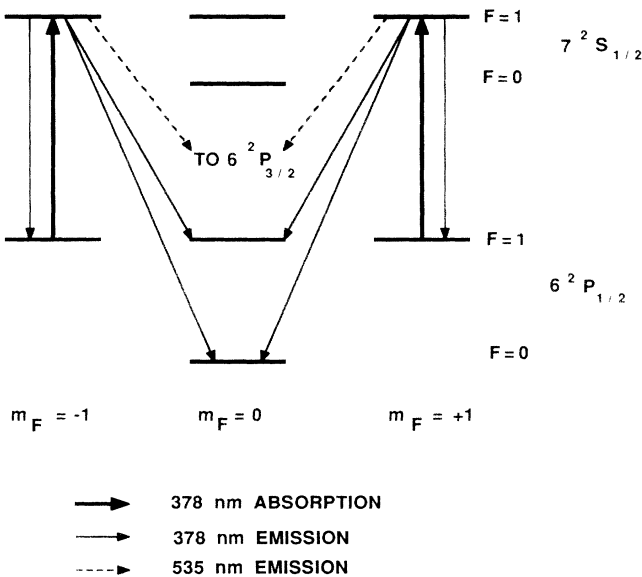 F=1
7 ²S₁/₂
F=0
TO 6 ²P₃/₂
F=1
6 ²P₁/₂
F=0
m_F = -1
m_F = 0
m_F = +1
378 nm ABSORPTION
378 nm EMISSION
535 nm EMISSION